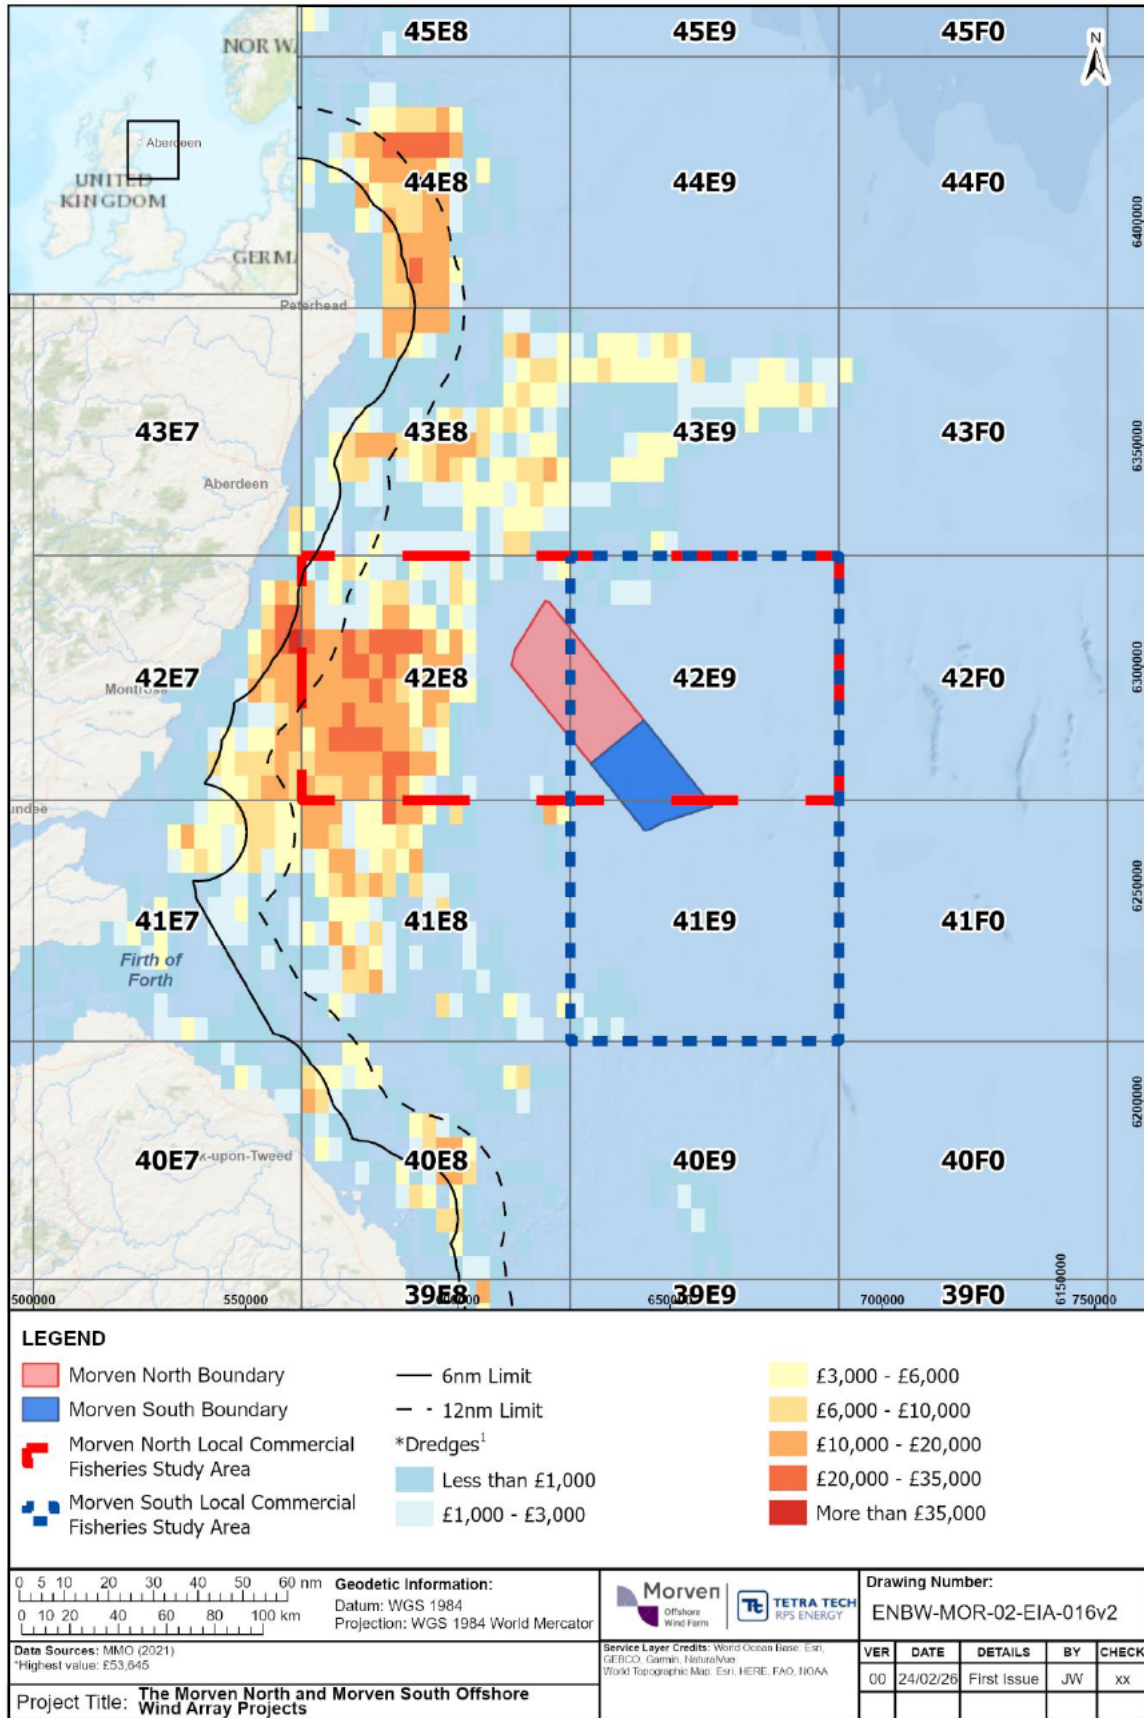 45E8 45E9 45F0
NOR W
N
Aberdeen
UNITED
KINGDOM
GERMA
44E8 44E9 44F0
6400000
Peterhead
43E7 43E8 43E9 43F0
6350000
Aberdeen
42E7 42E8 42E9 42F0
6300000
Montrose
undee
6250000
41E7 41E8 41E9 41F0
Firth of
Forth
6200000
40E7 k-upon-Tweed 40E8 40E9 40F0
6150000
39E8 39E9 39F0
500000 550000 600000 650000 700000 750000
LEGEND
Morven North Boundary
Morven South Boundary
Morven North Local Commercial
Fisheries Study Area
Morven South Local Commercial
Fisheries Study Area
6nm Limit
12nm Limit
*Dredges1
Less than £1,000
£1,000 - £3,000
£3,000 - £6,000
£6,000 - £10,000
£10,000 - £20,000
£20,000 - £35,000
More than £35,000
0 5 10 20 30 40 50 60 nm
0 10 20 40 60 80 100 km
Geodetic Information:
Datum: WGS 1984
Projection: WGS 1984 World Mercator
Data Sources: MMO (2021)
*Highest value: £53,645
Project Title: The Morven North and Morven South Offshore
Wind Array Projects
Morven
Offshore
Wind Farm
Tt TETRA TECH
RPS ENERGY
Service Layer Credits: World Ocean Base: Esri,
GEBCO, Garmin, NaturalVue
World Topographic Map: Esri, HERE, FAO, NOAA
Drawing Number:
ENBW-MOR-02-EIA-016v2
VER DATE DETAILS BY CHECK
00 24/02/26 First Issue JW xx